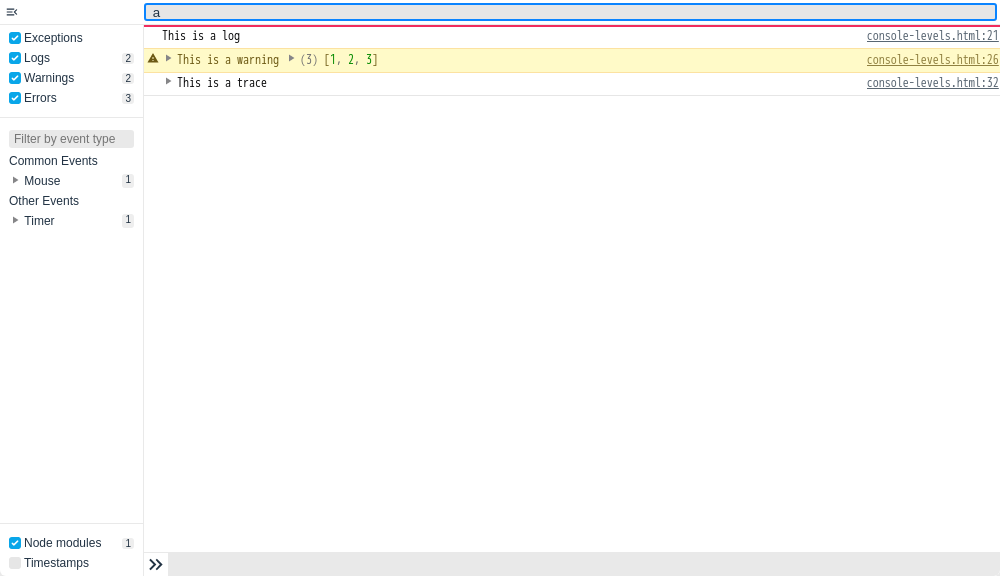 a
Exceptions
Logs 2
Warnings 2
Errors 3
Filter by event type
Common Events
Mouse 1
Other Events
Timer 1
Node modules 1
Timestamps
This is a log console-levels.html:21
This is a warning (3) [1, 2, 3] console-levels.html:26
This is a trace console-levels.html:32